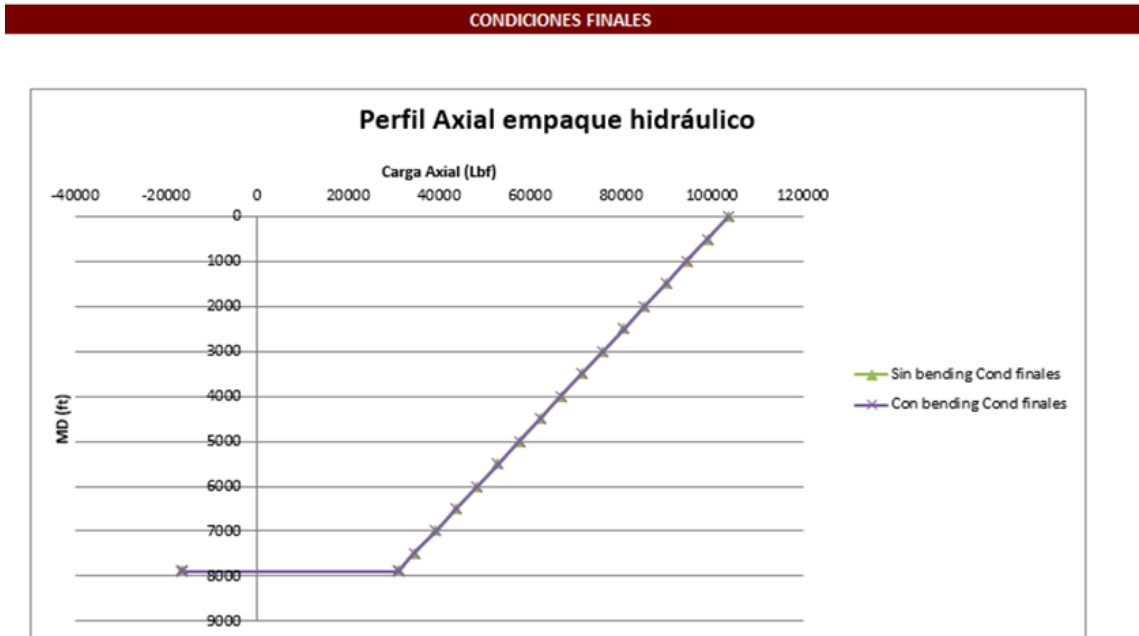 CONDICIONES FINALES
Perfil Axial empaque hidráulico
Carga Axial (Lbf)
-40000 -20000 0 20000 40000 60000 80000 100000 120000
0
1000
2000
3000
4000
5000
6000
7000
8000
9000
MD (ft)
Sin bending Cond finales
Con bending Cond finales